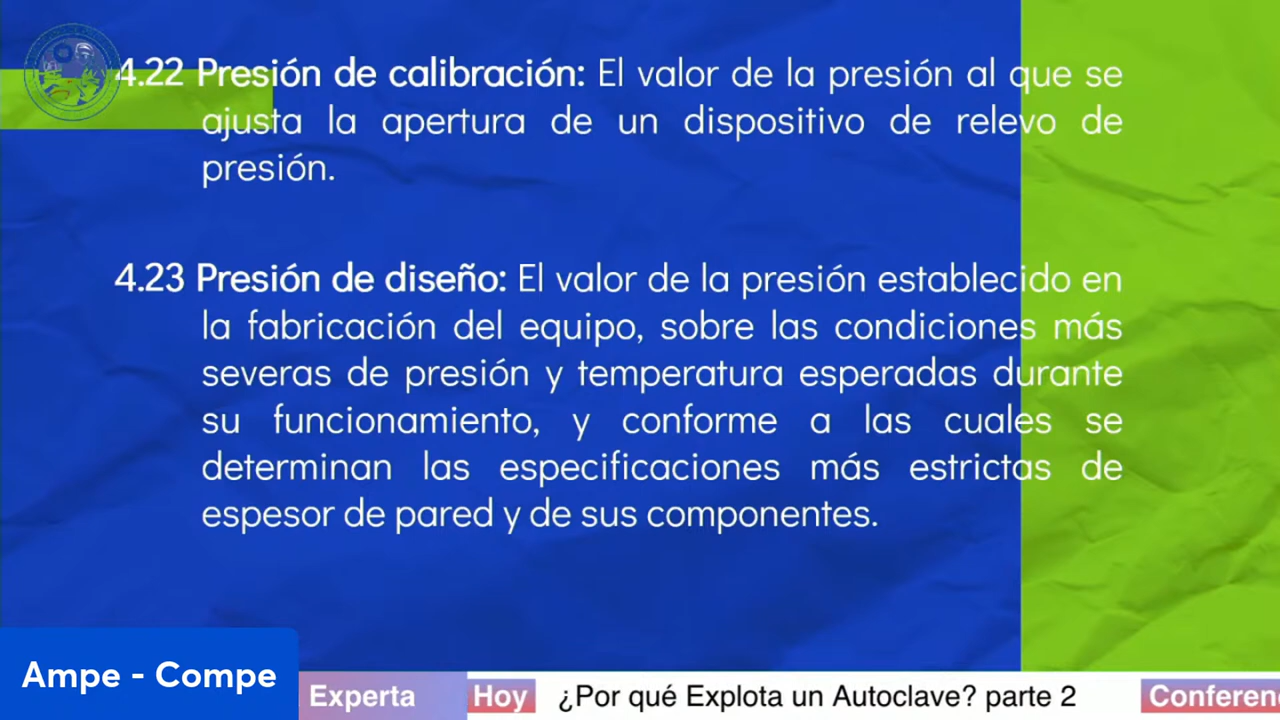 4.22 Presión de calibración: El valor de la presión al que se
ajusta la apertura de un dispositivo de relevo de
presión.
4.23 Presión de diseño: El valor de la presión establecido en
la fabricación del equipo, sobre las condiciones más
severas de presión y temperatura esperadas durante
su funcionamiento, y conforme a las cuales se
determinan las especificaciones más estrictas de
espesor de pared y de sus componentes.
Ampe - Compe
Experta Hoy ¿Por qué Explota un Autoclave? parte 2 Conferen